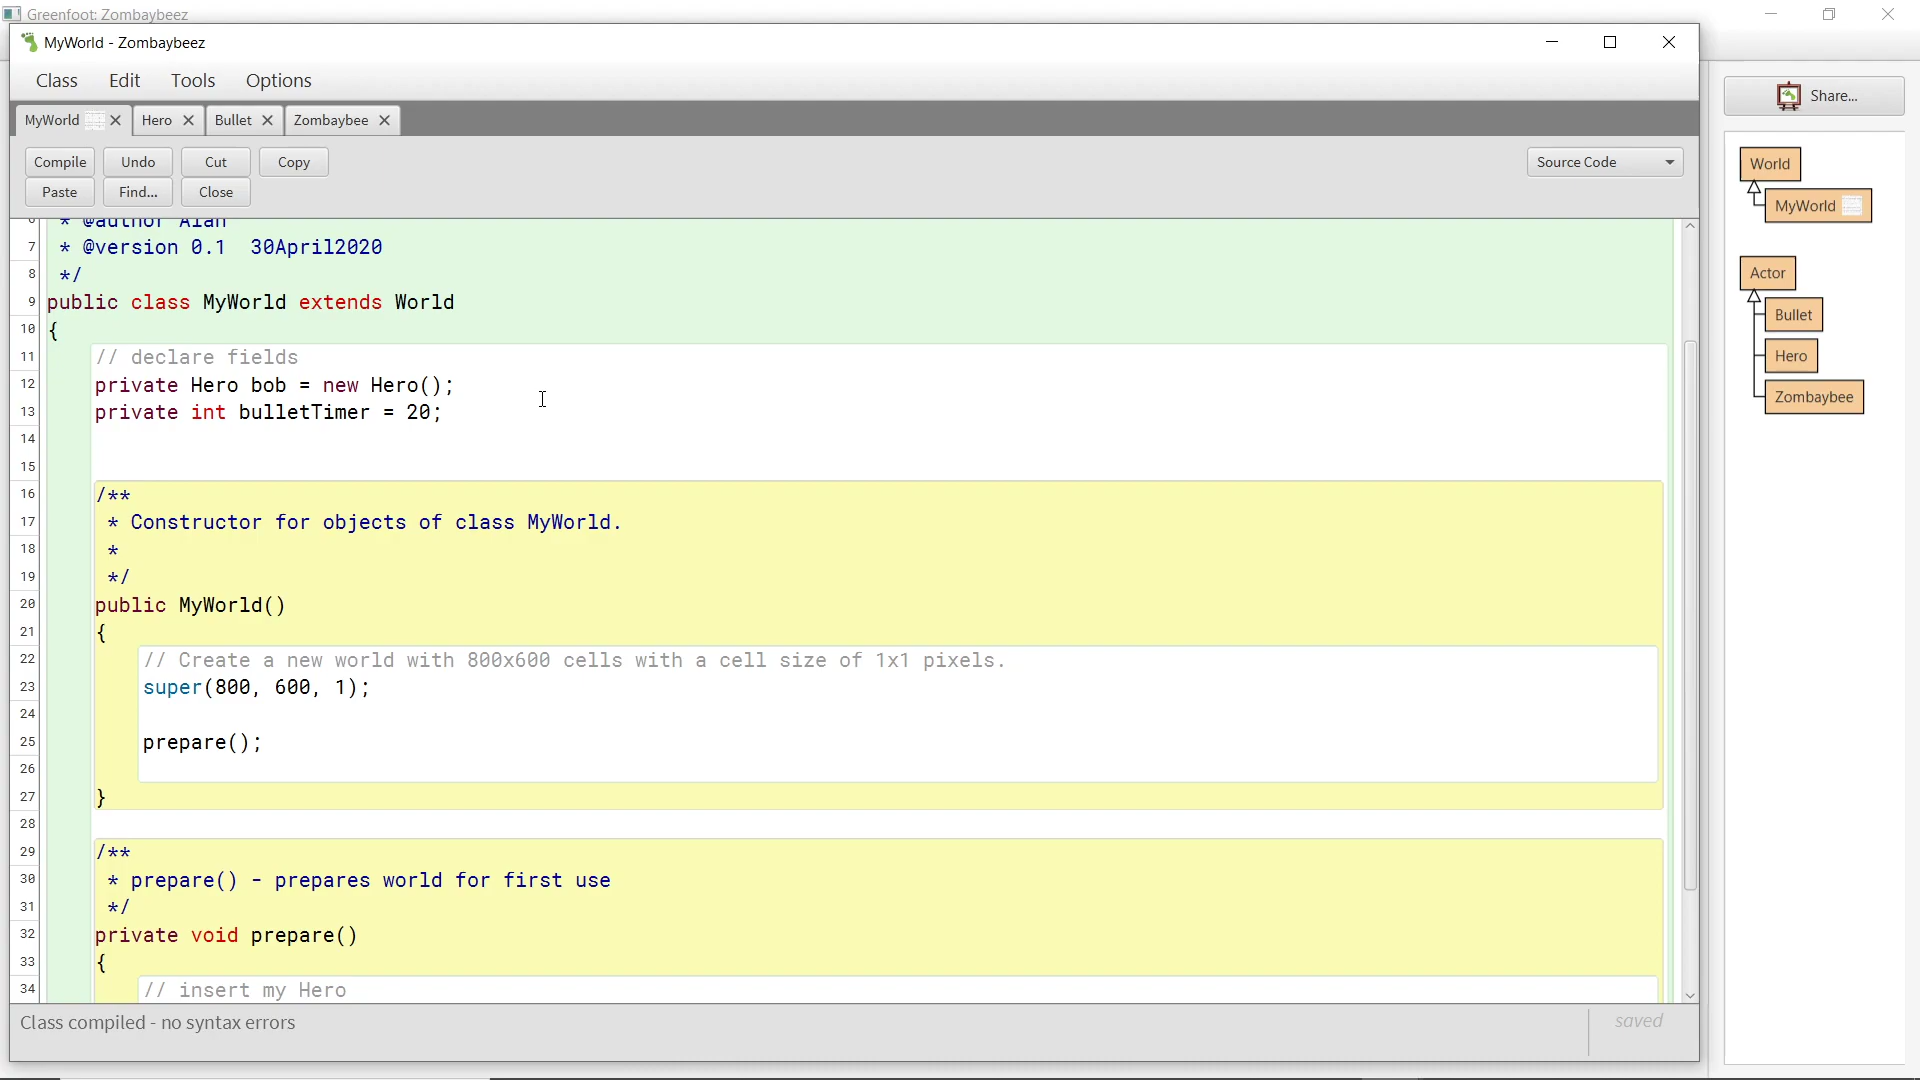 Greenfoot: Zombaybeez
MyWorld - Zombaybeez
Class Edit Tools Options
MyWorld Hero Bullet Zombaybee
Compile Undo Cut Copy
Paste Find... Close
Source Code
6 * @author Alan
7 * @version 0.1  30April2020
8 */
9 public class MyWorld extends World
10 {
11 // declare fields
12 private Hero bob = new Hero();
13 private int bulletTimer = 20;
14
15
16 /**
17 * Constructor for objects of class MyWorld.
18 *
19 */
20 public MyWorld()
21 {
22 // Create a new world with 800x600 cells with a cell size of 1x1 pixels.
23 super(800, 600, 1);
24
25 prepare();
26
27 }
28
29 /**
30 * prepare() - prepares world for first use
31 */
32 private void prepare()
33 {
34 // insert my Hero
Class compiled - no syntax errors
saved
Share...
World
MyWorld
Actor
Bullet
Hero
Zombaybee